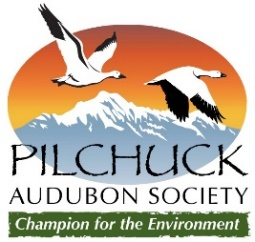 PILCHUCK
AUDUBON SOCIETY
Champion for the Environment